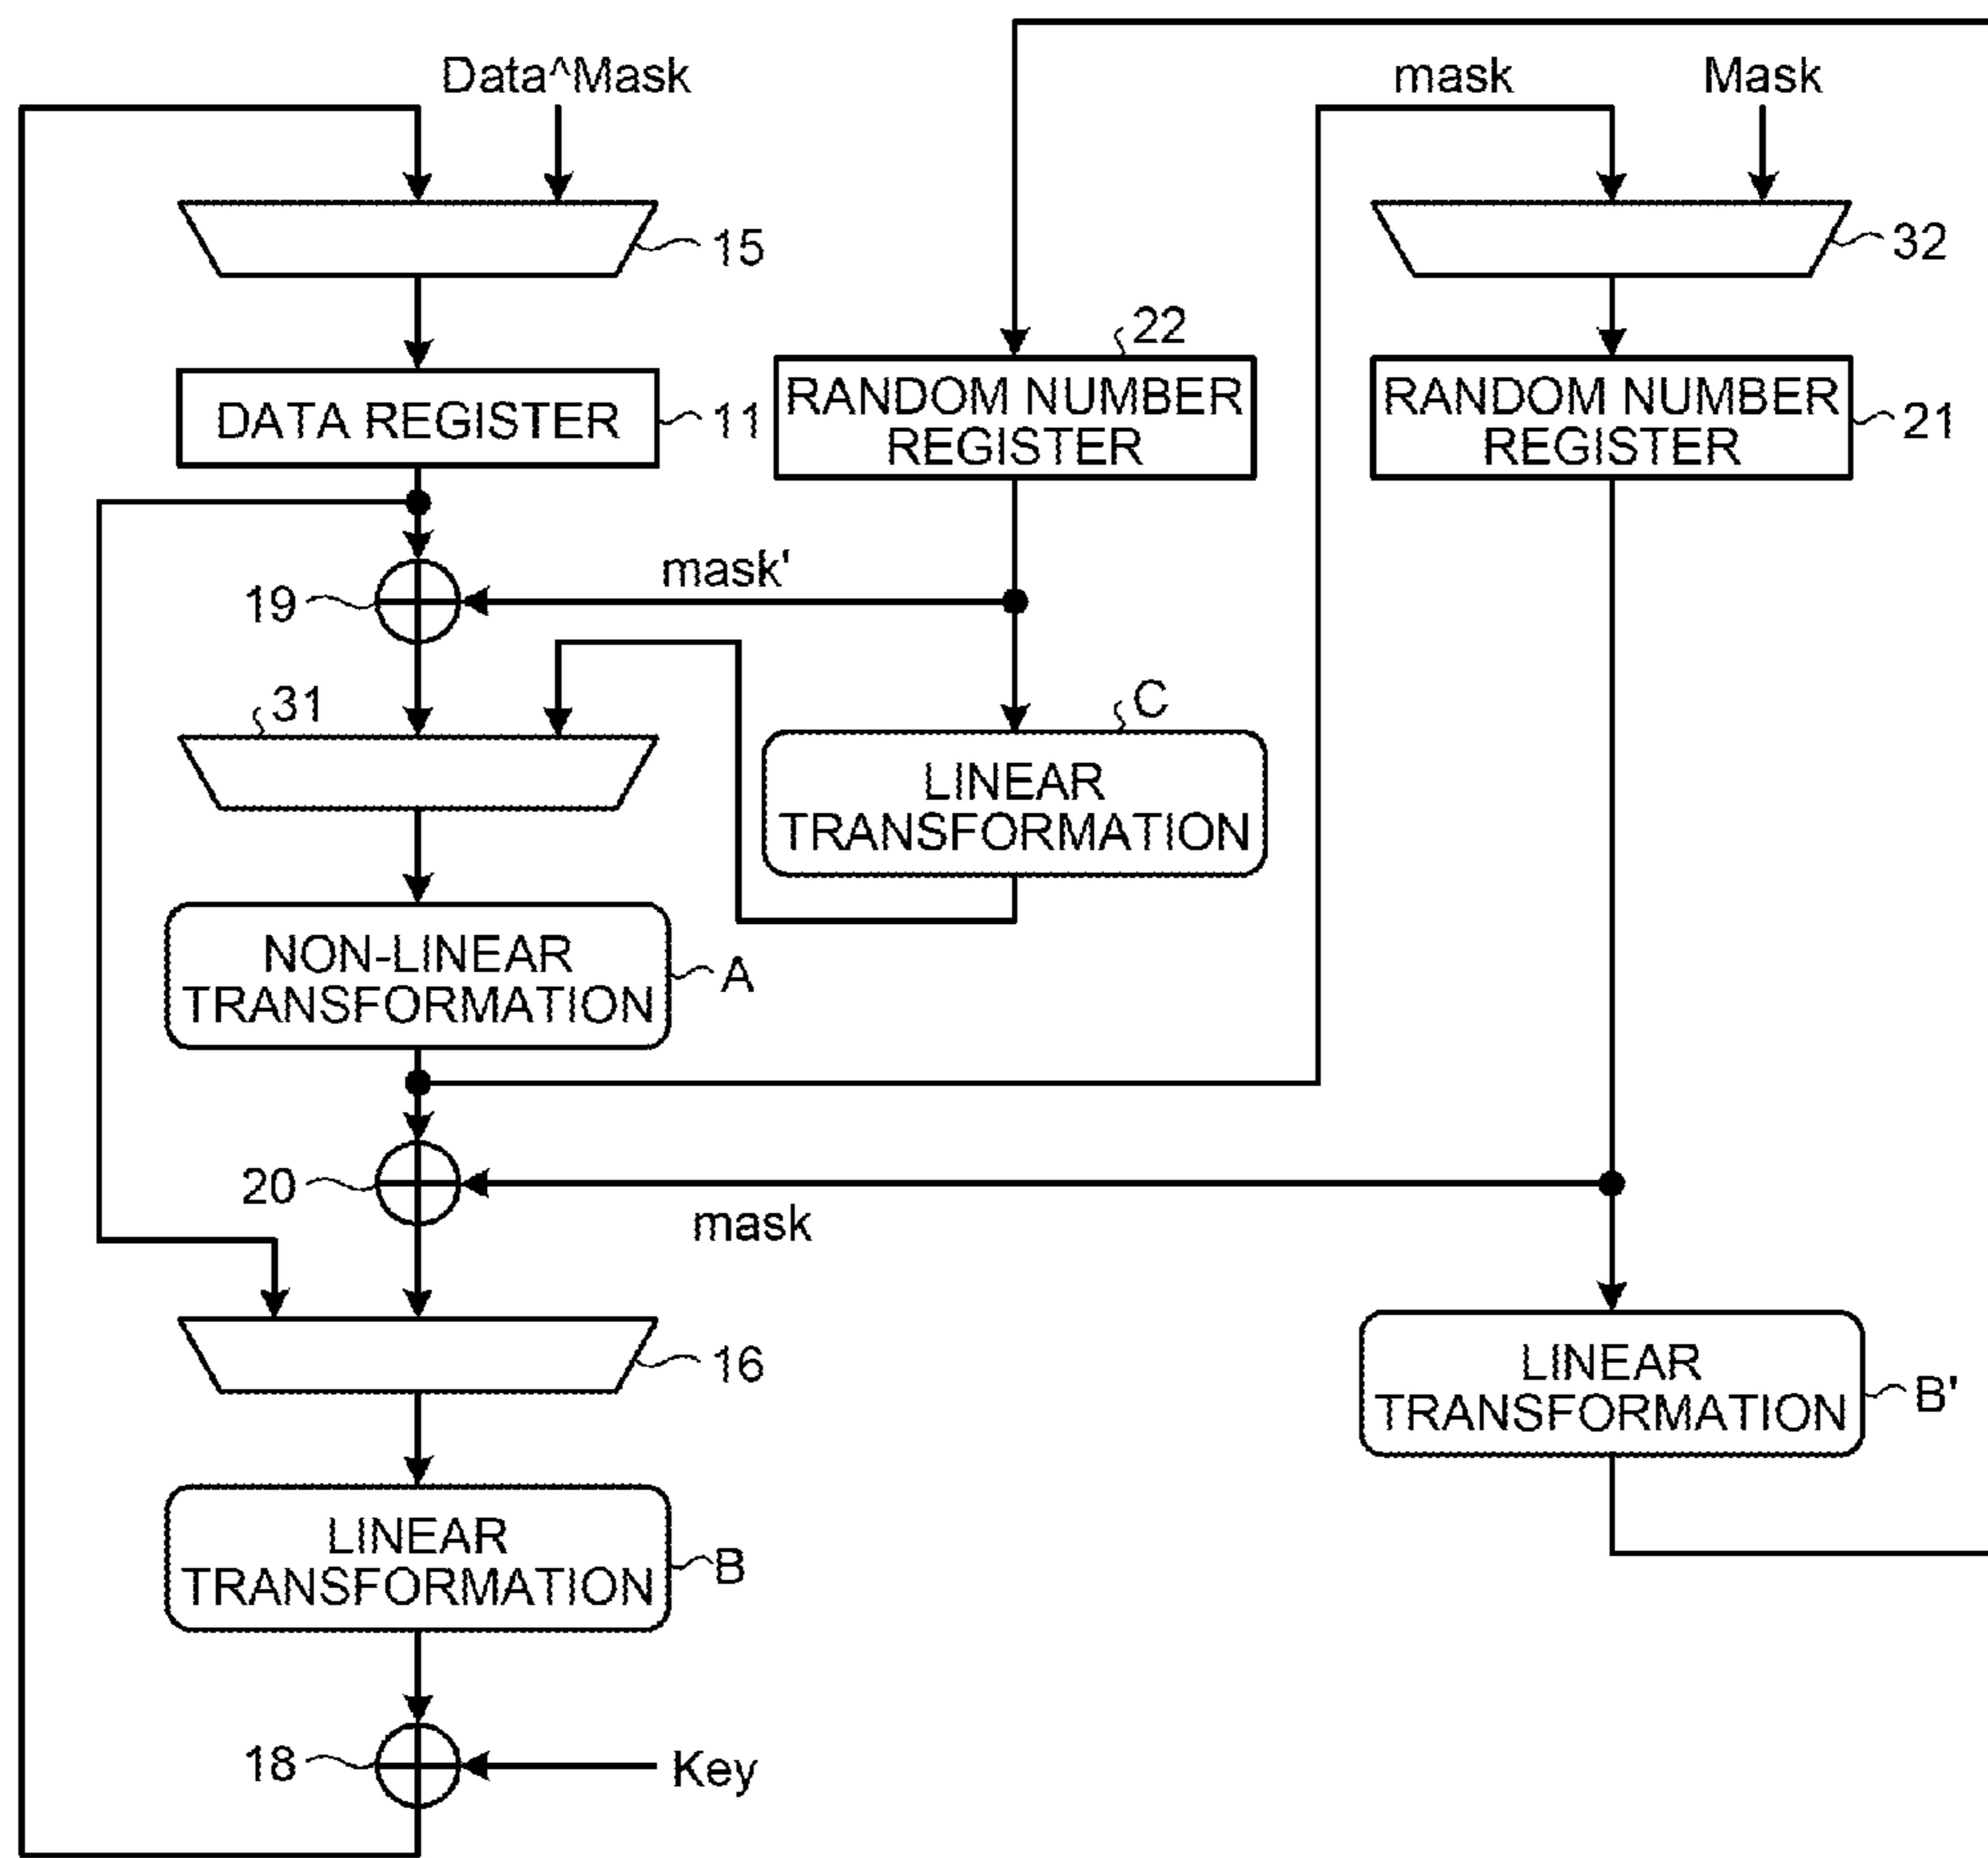 Data^Mask
mask
Mask
15
32
22
DATA REGISTER
11
RANDOM NUMBER
REGISTER
RANDOM NUMBER
REGISTER
21
mask'
19
31
C
LINEAR
TRANSFORMATION
NON-LINEAR
TRANSFORMATION
A
20
mask
16
LINEAR
TRANSFORMATION
B'
LINEAR
TRANSFORMATION
B
18
Key